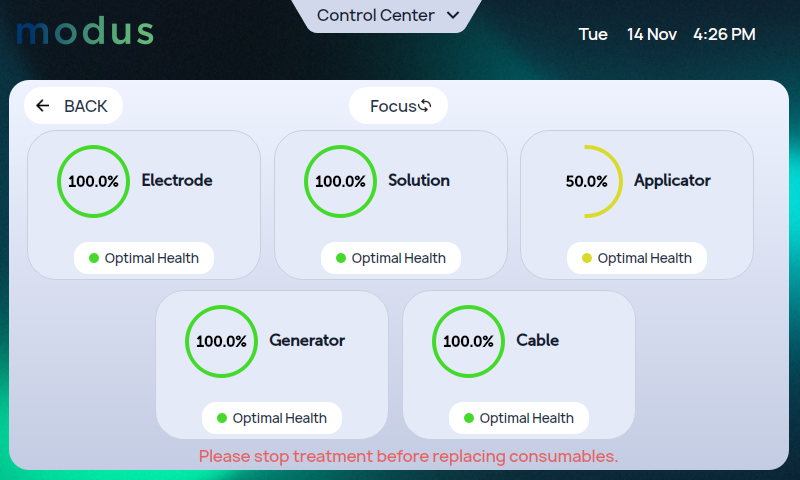 modus
Control Center
Tue 14 Nov 4:26 PM
BACK
Focus
100.0% Electrode
Optimal Health
100.0% Solution
Optimal Health
50.0% Applicator
Optimal Health
100.0% Generator
Optimal Health
100.0% Cable
Optimal Health
Please stop treatment before replacing consumables.